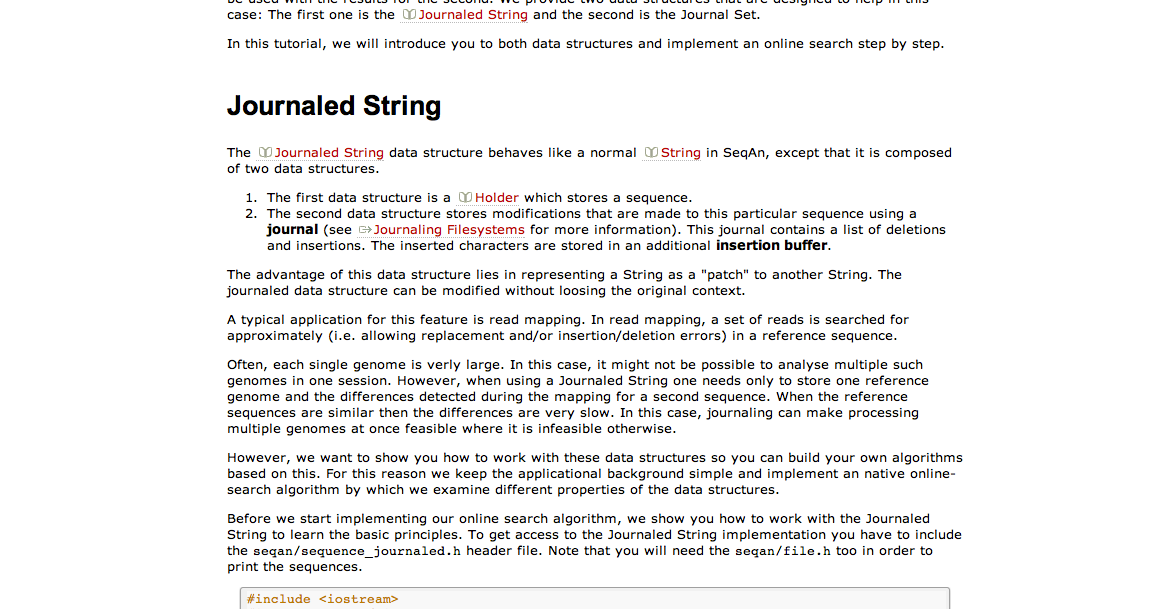 be used with the results for the second. We provide two data structures that are designed to help in this
case: The first one is the Journaled String and the second is the Journal Set.
In this tutorial, we will introduce you to both data structures and implement an online search step by step.
Journaled String
The Journaled String data structure behaves like a normal String in SeqAn, except that it is composed
of two data structures.
1. The first data structure is a Holder which stores a sequence.
2. The second data structure stores modifications that are made to this particular sequence using a
journal (see Journaling Filesystems for more information). This journal contains a list of deletions
and insertions. The inserted characters are stored in an additional insertion buffer.
The advantage of this data structure lies in representing a String as a "patch" to another String. The
journaled data structure can be modified without loosing the original context.
A typical application for this feature is read mapping. In read mapping, a set of reads is searched for
approximately (i.e. allowing replacement and/or insertion/deletion errors) in a reference sequence.
Often, each single genome is verly large. In this case, it might not be possible to analyse multiple such
genomes in one session. However, when using a Journaled String one needs only to store one reference
genome and the differences detected during the mapping for a second sequence. When the reference
sequences are similar then the differences are very slow. In this case, journaling can make processing
multiple genomes at once feasible where it is infeasible otherwise.
However, we want to show you how to work with these data structures so you can build your own algorithms
based on this. For this reason we keep the applicational background simple and implement an native online-
search algorithm by which we examine different properties of the data structures.
Before we start implementing our online search algorithm, we show you how to work with the Journaled
String to learn the basic principles. To get access to the Journaled String implementation you have to include
the seqan/sequence_journaled.h header file. Note that you will need the seqan/file.h too in order to
print the sequences.
#include <iostream>